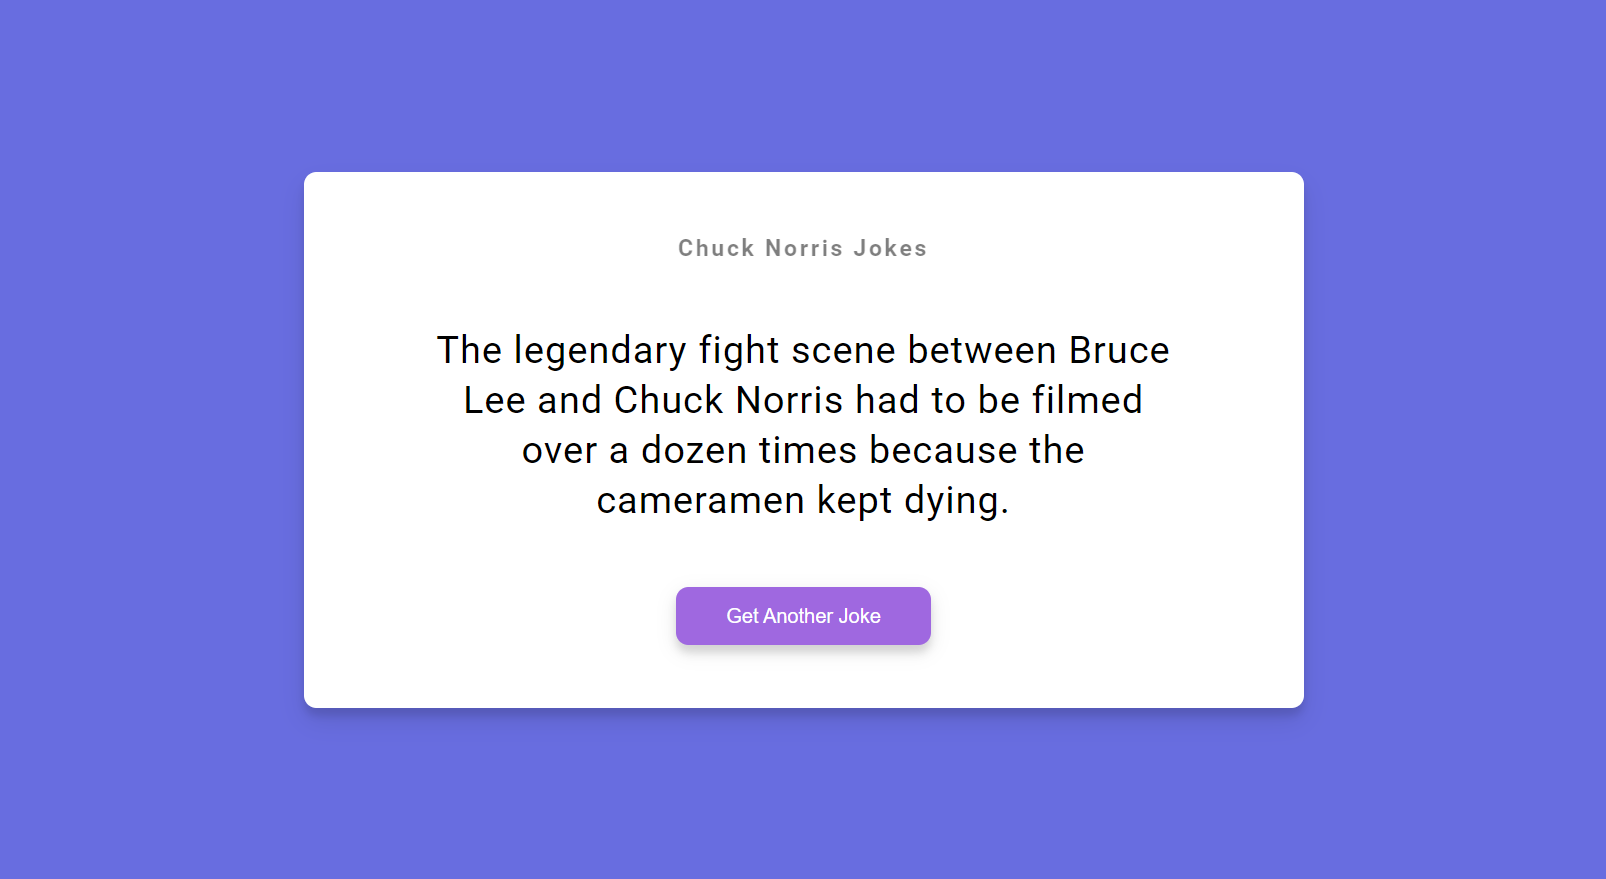 Chuck Norris Jokes
The legendary fight scene between Bruce
Lee and Chuck Norris had to be filmed
over a dozen times because the
cameramen kept dying.
Get Another Joke